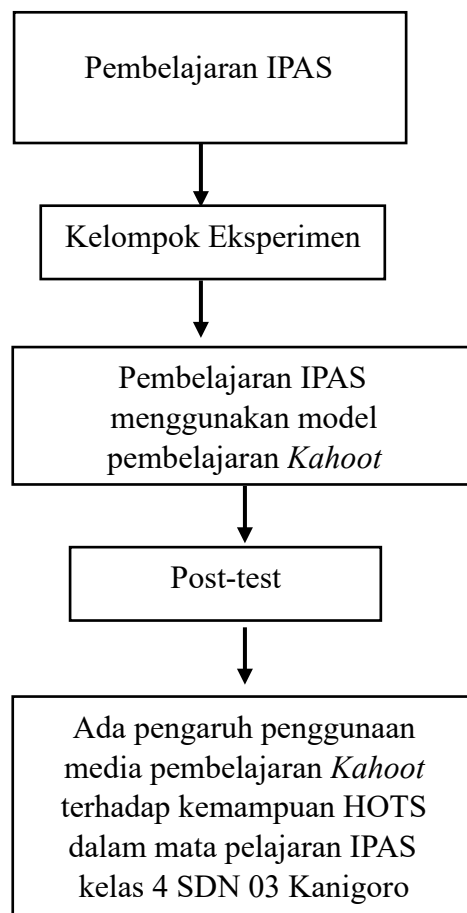 Pembelajaran IPAS
Kelompok Eksperimen
Pembelajaran IPAS
menggunakan model
pembelajaran Kahoot
Post-test
Ada pengaruh penggunaan
media pembelajaran Kahoot
terhadap kemampuan HOTS
dalam mata pelajaran IPAS
kelas 4 SDN 03 Kanigoro